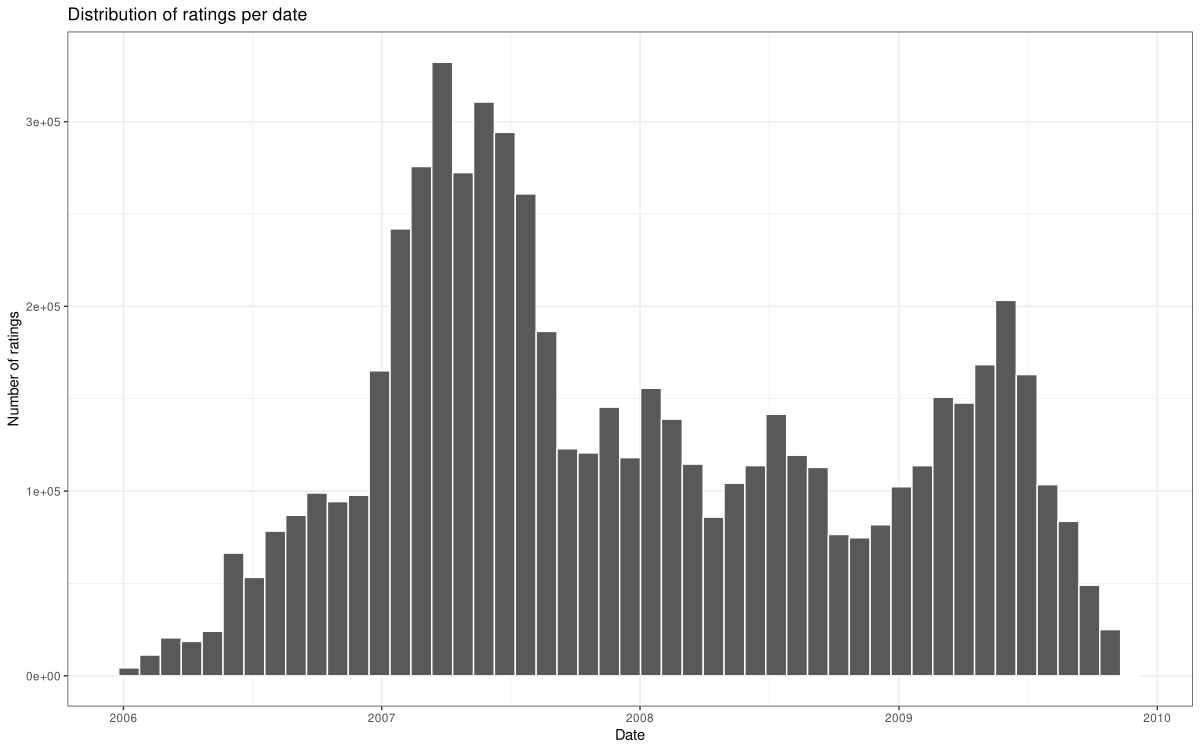 Distribution of ratings per date
Number of ratings
3e+05
2e+05
1e+05
0e+00
2006 2007 2008 2009 2010
Date